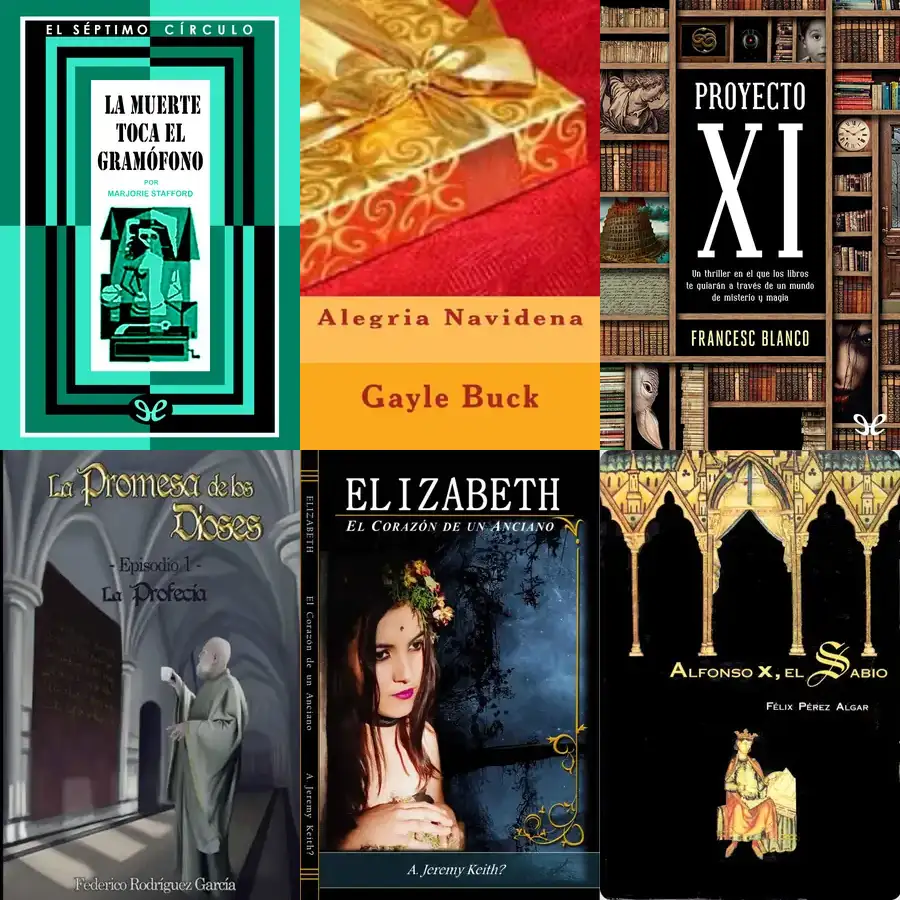 EL SÉPTIMO CÍRCULO
LA MUERTE
TOCA EL
GRAMÓFONO
POR
MARJORIE STAFFORD
Alegria Navidena
Gayle Buck
PROYECTO
XI
Un thriller en el que los libros
te guiarán a través de un mundo
de misterio y magia
FRANCESC BLANCO
La Promesa de los
Dioses
- Episodio 1 -
La Profecía
Federico Rodríguez García
ELIZABETH
El Corazón de un Anciano
A. Jeremy Keith?
ELIZABETH
EL CORAZÓN DE UN ANCIANO
A. Jeremy Keith?
ALFONSO X, EL SABIO
FÉLIX PÉREZ ALGAR